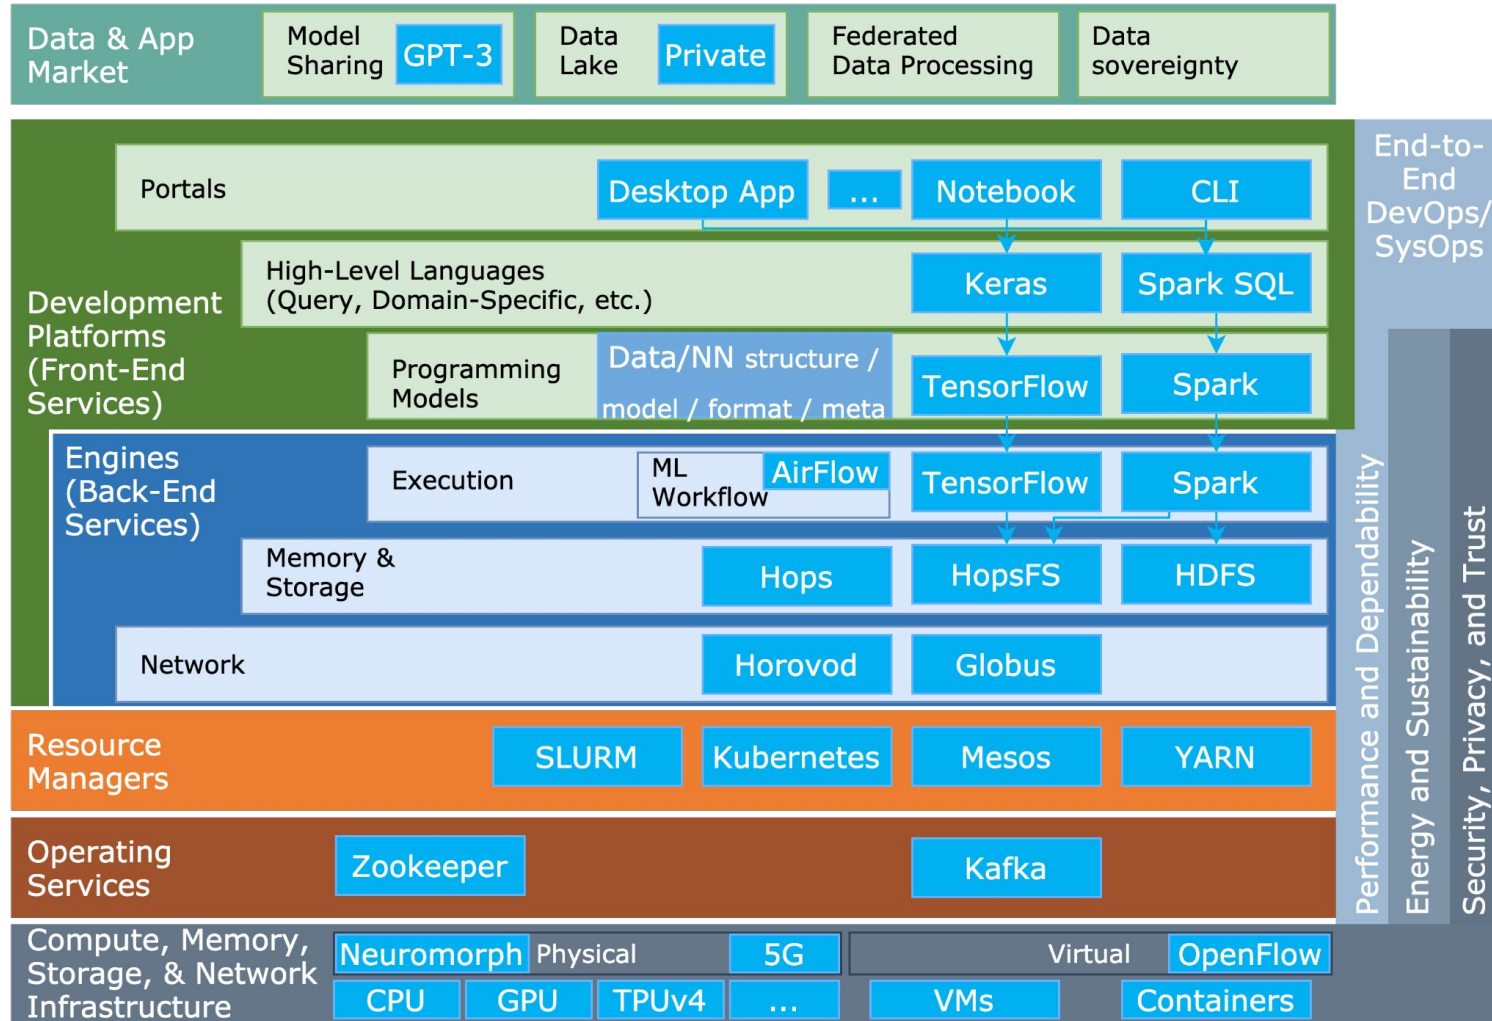 Data & App
Market
Model
Sharing
GPT-3
Data
Lake
Private
Federated
Data Processing
Data
sovereignty
End-to-
End
DevOps/
SysOps
Development
Platforms
(Front-End
Services)
Portals
Desktop App
...
Notebook
CLI
High-Level Languages
(Query, Domain-Specific, etc.)
Keras
Spark SQL
Programming
Models
Data/NN structure /
model / format / meta
TensorFlow
Spark
Engines
(Back-End
Services)
Execution
ML
Workflow
AirFlow
TensorFlow
Spark
Memory &
Storage
Hops
HopsFS
HDFS
Network
Horovod
Globus
Performance and Dependability
Energy and Sustainability
Security, Privacy, and Trust
Resource
Managers
SLURM
Kubernetes
Mesos
YARN
Operating
Services
Zookeeper
Kafka
Compute, Memory,
Storage, & Network
Infrastructure
Neuromorph
Physical
5G
Virtual
OpenFlow
CPU
GPU
TPUv4
...
VMs
Containers